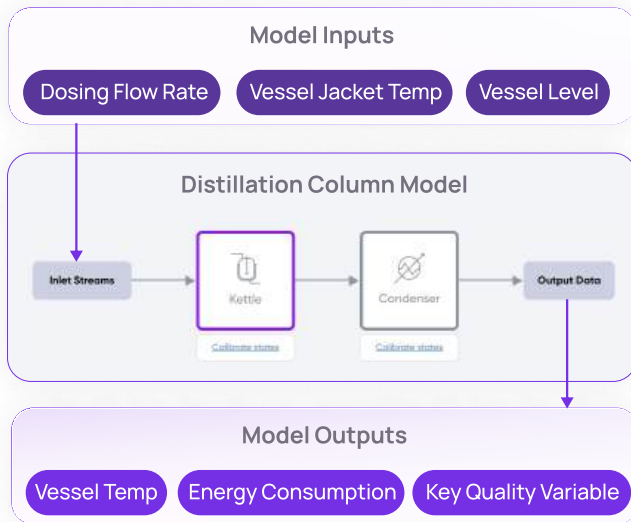 Model Inputs
Dosing Flow Rate Vessel Jacket Temp Vessel Level
Distillation Column Model
Inlet Streams Kettle Condenser Output Data
Calibrate states Calibrate states
Model Outputs
Vessel Temp Energy Consumption Key Quality Variable